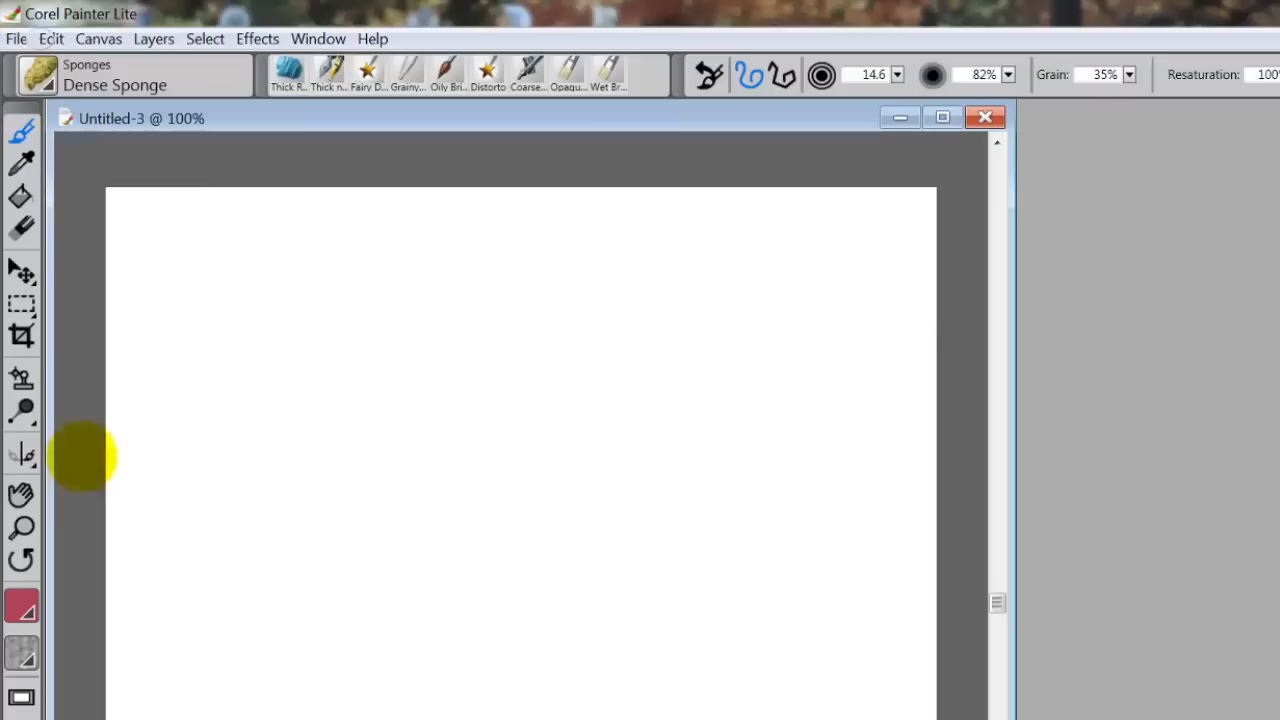 Corel Painter Lite
File Edit Canvas Layers Select Effects Window Help
Sponges
Dense Sponge
Thick R... Thick n... Fairy D... Grainy... Oily Bri... Distorto Coarse... Opaqu... Wet Br...
14.6 82% Grain: 35% Resaturation: 100%
Untitled-3 @ 100%